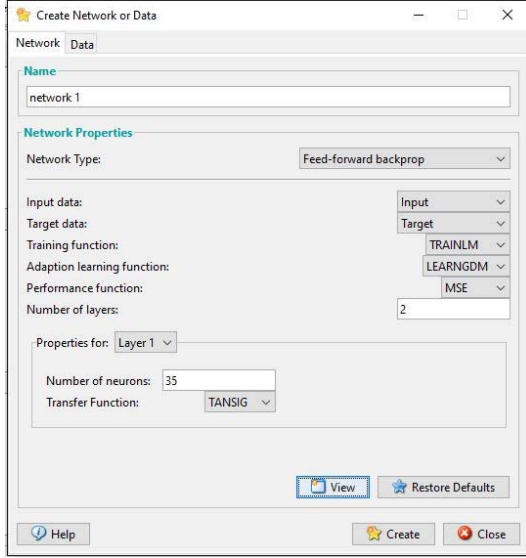 Create Network or Data
Network Data
Name
network 1
Network Properties
Network Type: Feed-forward backprop
Input data: Input
Target data: Target
Training function: TRAINLM
Adaption learning function: LEARNGDM
Performance function: MSE
Number of layers: 2
Properties for: Layer 1
Number of neurons: 35
Transfer Function: TANSIG
View Restore Defaults
Help Create Close